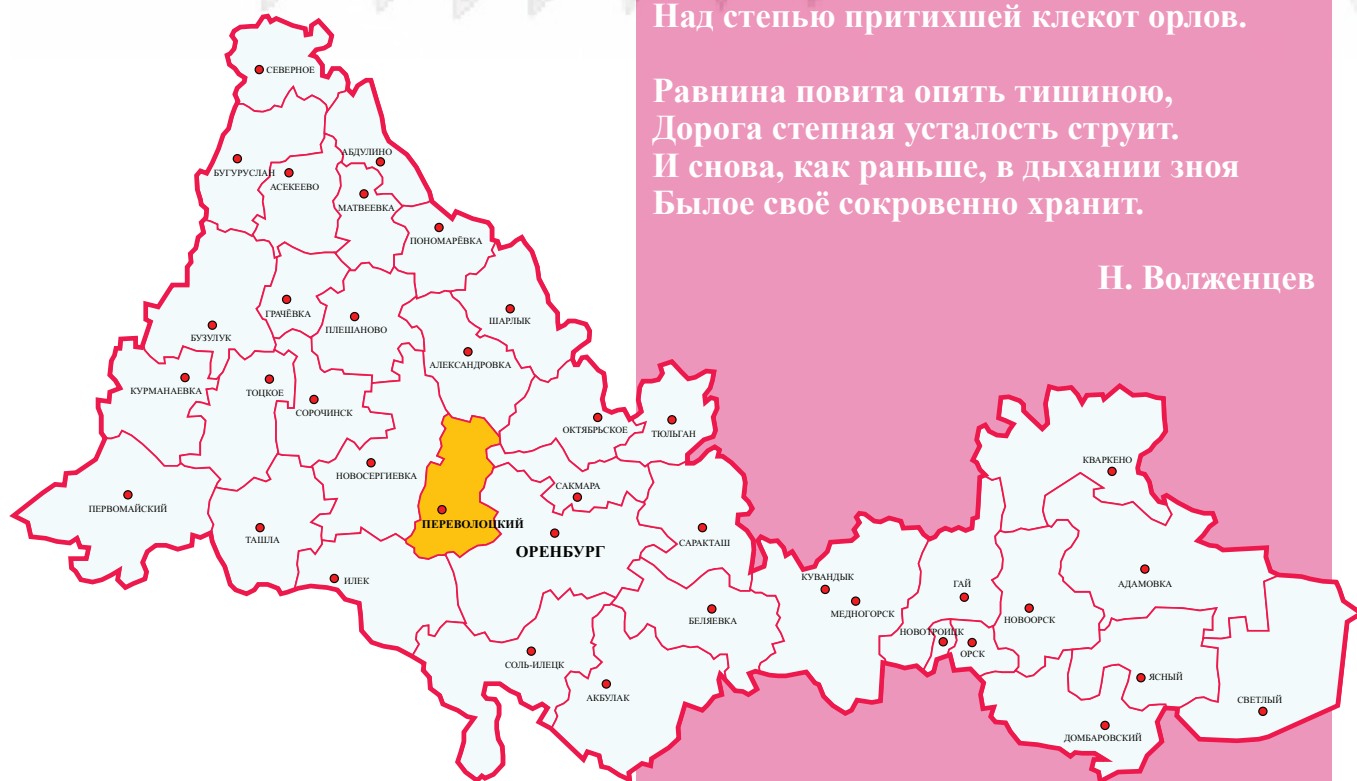 Над степью притихшей клекот орлов.
Равнина повита опять тишиною,
Дорога степная усталость струит.
И снова, как раньше, в дыхании зноя
Былое своё сокровенно хранит.
Н. Волженцев
СЕВЕРНОЕ
АБДУЛИНО
БУГУРУСЛАН
АСЕКЕЕВО
МАТВЕЕВКА
ПОНОМАРЁВКА
ГРАЧЁВКА
ПЛЕШАНОВО
ШАРЛЫК
БУЗУЛУК
АЛЕКСАНДРОВКА
КУРМАНАЕВКА
ТОЦКОЕ
СОРОЧИНСК
ОКТЯБРЬСКОЕ
ТЮЛЬГАН
КВАРКЕНО
НОВОСЕРГИЕВКА
САКМАРА
ПЕРВОМАЙСКИЙ
ПЕРЕВОЛОЦКИЙ
ТАШЛА
ОРЕНБУРГ
САРАКТАШ
ИЛЕК
КУВАНДЫК
ГАЙ
АДАМОВКА
МЕДНОГОРСК
БЕЛЯЕВКА
НОВООРСК
НОВОТРОИЦК
ОРСК
СОЛЬ-ИЛЕЦК
АКБУЛАК
ЯСНЫЙ
СВЕТЛЫЙ
ДОМБАРОВСКИЙ